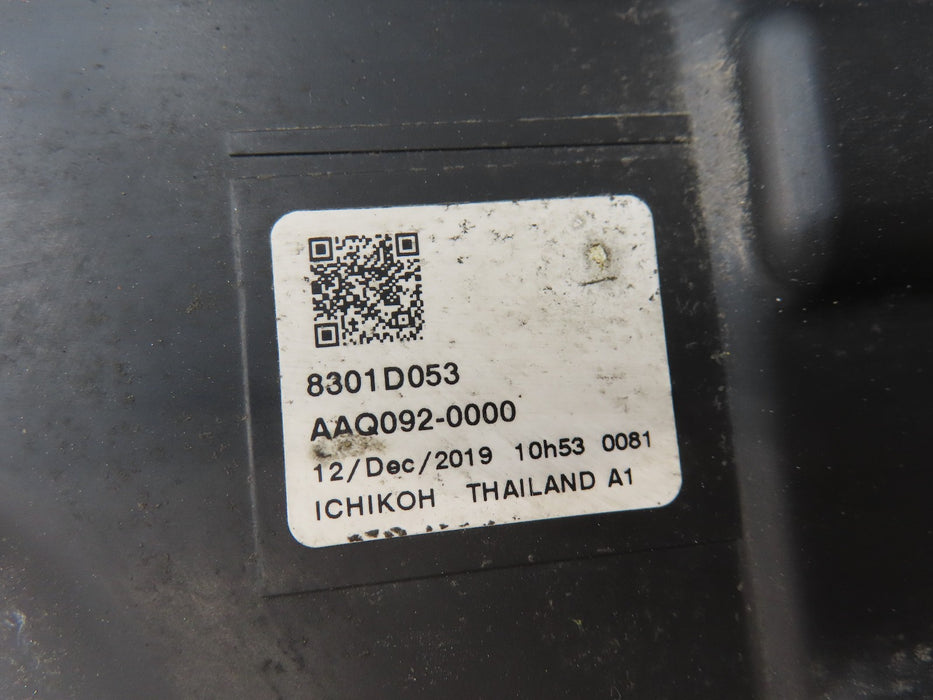 8301D053
AAQ092-0000
12/Dec/2019 10h53 0081
ICHIKOH THAILAND A1